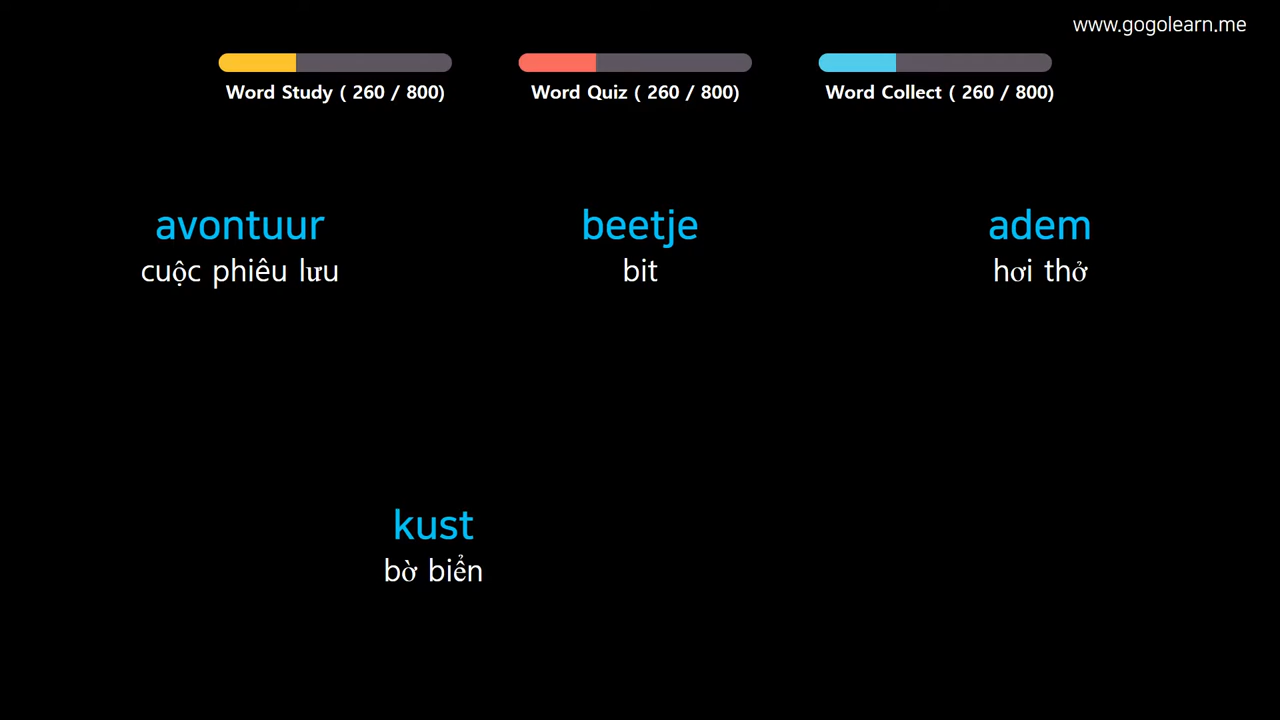 www.gogolearn.me
Word Study ( 260 / 800)
Word Quiz ( 260 / 800)
Word Collect ( 260 / 800)
avontuur
cuộc phiêu lưu
beetje
bit
adem
hơi thở
kust
bờ biển